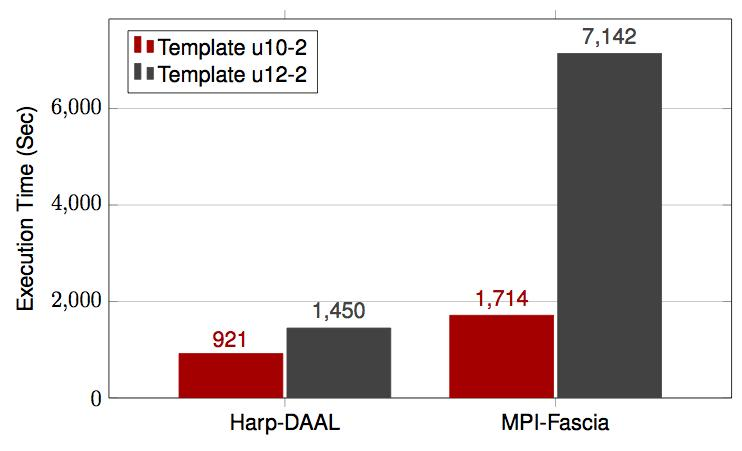 Template u10-2
Template u12-2
7,142
6,000
4,000
2,000
0
Execution Time (Sec)
921
1,450
1,714
Harp-DAAL
MPI-Fascia